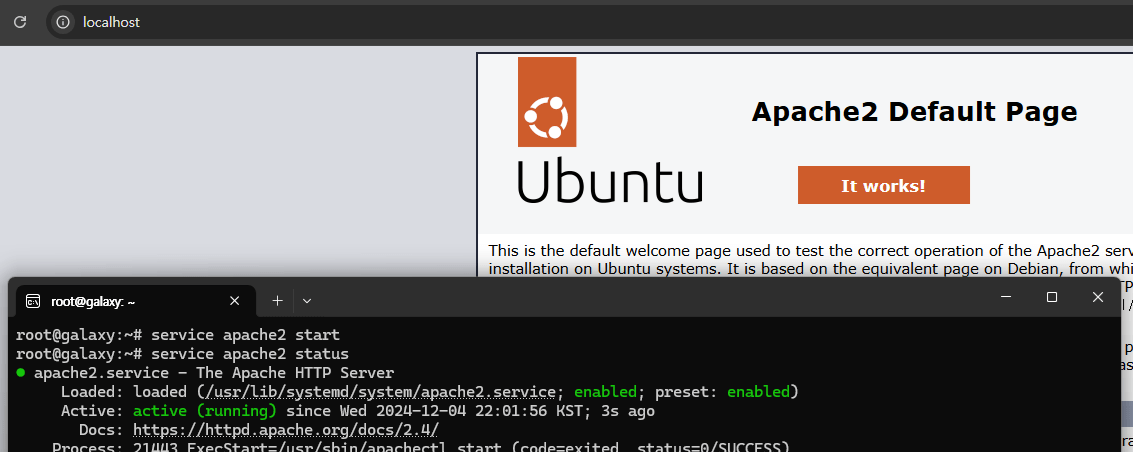 localhost
Apache2 Default Page
Ubuntu
It works!
This is the default welcome page used to test the correct operation of the Apache2 serv
installation on Ubuntu systems. It is based on the equivalent page on Debian, from whi
root@galaxy: ~
root@galaxy:~# service apache2 start
root@galaxy:~# service apache2 status
● apache2.service - The Apache HTTP Server
Loaded: loaded (/usr/lib/systemd/system/apache2.service; enabled; preset: enabled)
Active: active (running) since Wed 2024-12-04 22:01:56 KST; 3s ago
Docs: https://httpd.apache.org/docs/2.4/
Process: 21443 ExecStart=/usr/sbin/apachectl start (code=exited, status=0/SUCCESS)